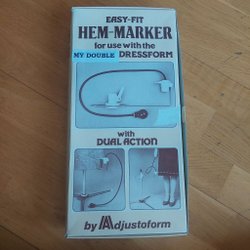 EASY-FIT
HEM-MARKER
for use with the
MY DOUBLE DRESSFORM
with
DUAL ACTION
by Adjustoform